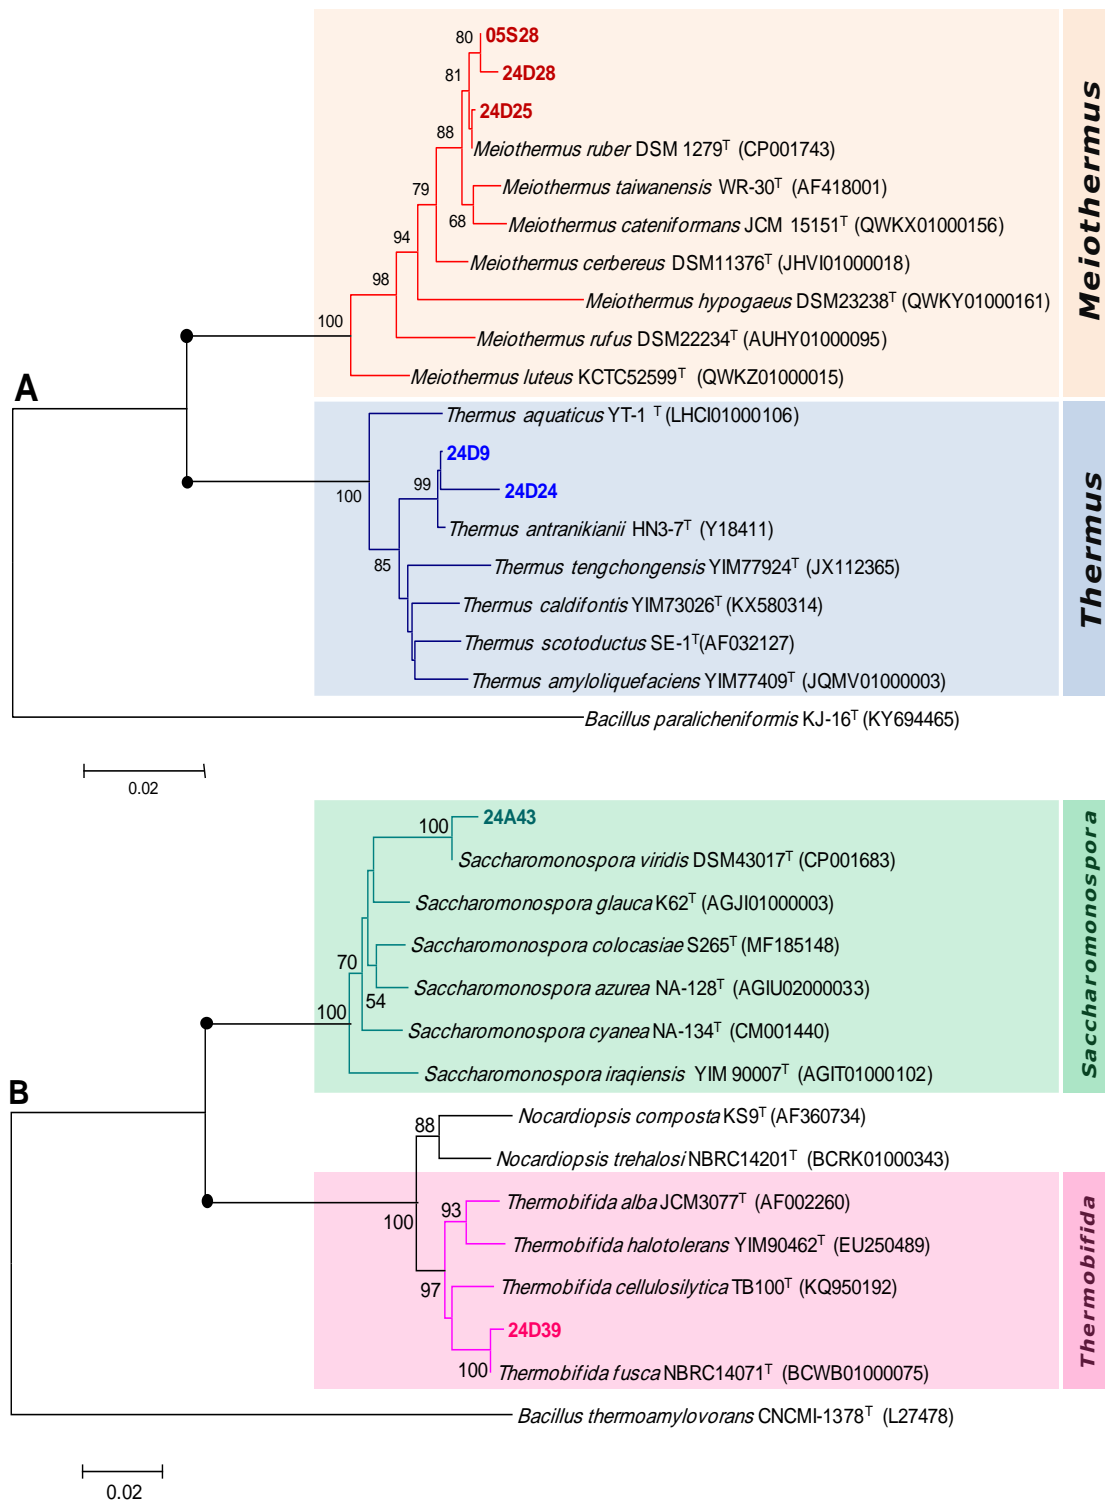 80
05S28
24D28
81
24D25
88
Meiothermus ruber DSM 1279ᵀ (CP001743)
79
Meiothermus taiwanensis WR-30ᵀ (AF418001)
68
Meiothermus cateniformans JCM 15151ᵀ (QWKX01000156)
94
Meiothermus cerbereus DSM11376ᵀ (JHVI01000018)
98
Meiothermus hypogaeus DSM23238ᵀ (QWKY01000161)
100
Meiothermus rufus DSM22234ᵀ (AUHY01000095)
Meiothermus luteus KCTC52599ᵀ (QWKZ01000015)
Meiothermus
A
Thermus aquaticus YT-1 ᵀ (LHCI01000106)
24D9
99
24D24
100
Thermus antranikianii HN3-7ᵀ (Y18411)
85
Thermus tengchongensis YIM77924ᵀ (JX112365)
Thermus caldifontis YIM73026ᵀ (KX580314)
Thermus scotoductus SE-1ᵀ(AF032127)
Thermus amyloliquefaciens YIM77409ᵀ (JQMV01000003)
Thermus
Bacillus paralicheniformis KJ-16ᵀ (KY694465)
0.02
24A43
100
Saccharomonospora viridis DSM43017ᵀ (CP001683)
Saccharomonospora glauca K62ᵀ (AGJI01000003)
Saccharomonospora colocasiae S265ᵀ (MF185148)
70
54
Saccharomonospora azurea NA-128ᵀ (AGIU02000033)
100
Saccharomonospora cyanea NA-134ᵀ (CM001440)
Saccharomonospora iraqiensis YIM 90007ᵀ (AGIT01000102)
Saccharomonospora
B
88
Nocardiopsis composta KS9ᵀ (AF360734)
Nocardiopsis trehalosi NBRC14201ᵀ (BCRK01000343)
93
Thermobifida alba JCM3077ᵀ (AF002260)
100
Thermobifida halotolerans YIM90462ᵀ (EU250489)
97
Thermobifida cellulosilytica TB100ᵀ (KQ950192)
24D39
100
Thermobifida fusca NBRC14071ᵀ (BCWB01000075)
Thermobifida
Bacillus thermoamylovorans CNCMI-1378ᵀ (L27478)
0.02